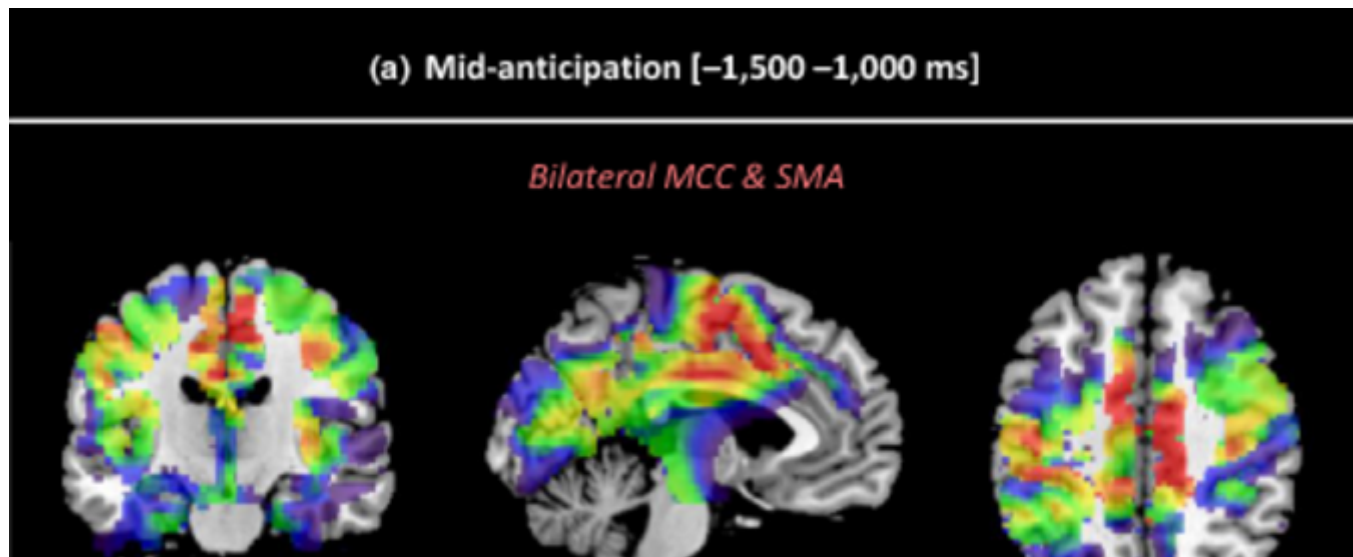 (a) Mid-anticipation [–1,500 –1,000 ms]
Bilateral MCC & SMA